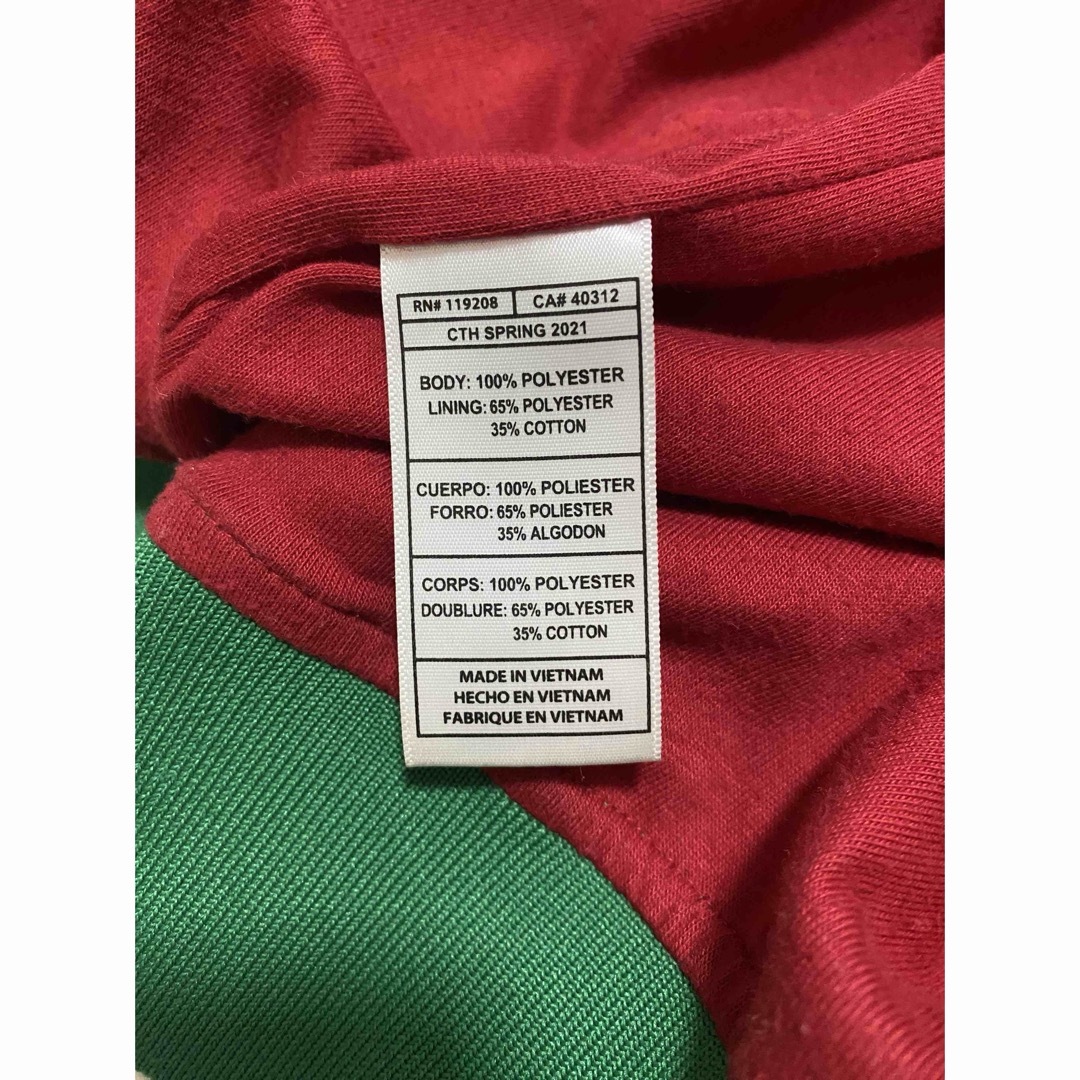 RN# 119208 CA# 40312
CTH SPRING 2021
BODY: 100% POLYESTER
LINING: 65% POLYESTER
35% COTTON
CUERPO: 100% POLIESTER
FORRO: 65% POLIESTER
35% ALGODON
CORPS: 100% POLYESTER
DOUBLURE: 65% POLYESTER
35% COTTON
MADE IN VIETNAM
HECHO EN VIETNAM
FABRIQUE EN VIETNAM